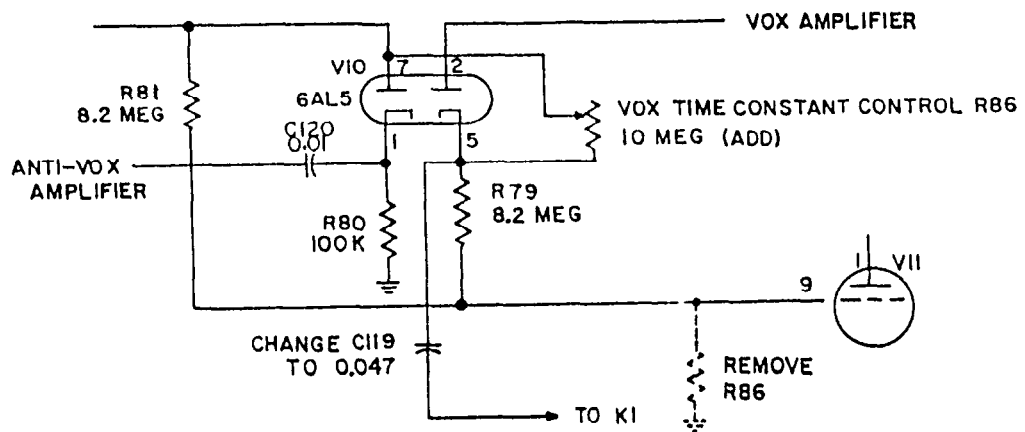 VOX AMPLIFIER
V10
7
2
6AL5
R81
8.2 MEG
C120
0.01
1
5
VOX TIME CONSTANT CONTROL R86
10 MEG (ADD)
ANTI-VOX
AMPLIFIER
R79
8.2 MEG
R80
100K
1
V11
9
CHANGE C119
TO 0.047
REMOVE
R86
TO K1